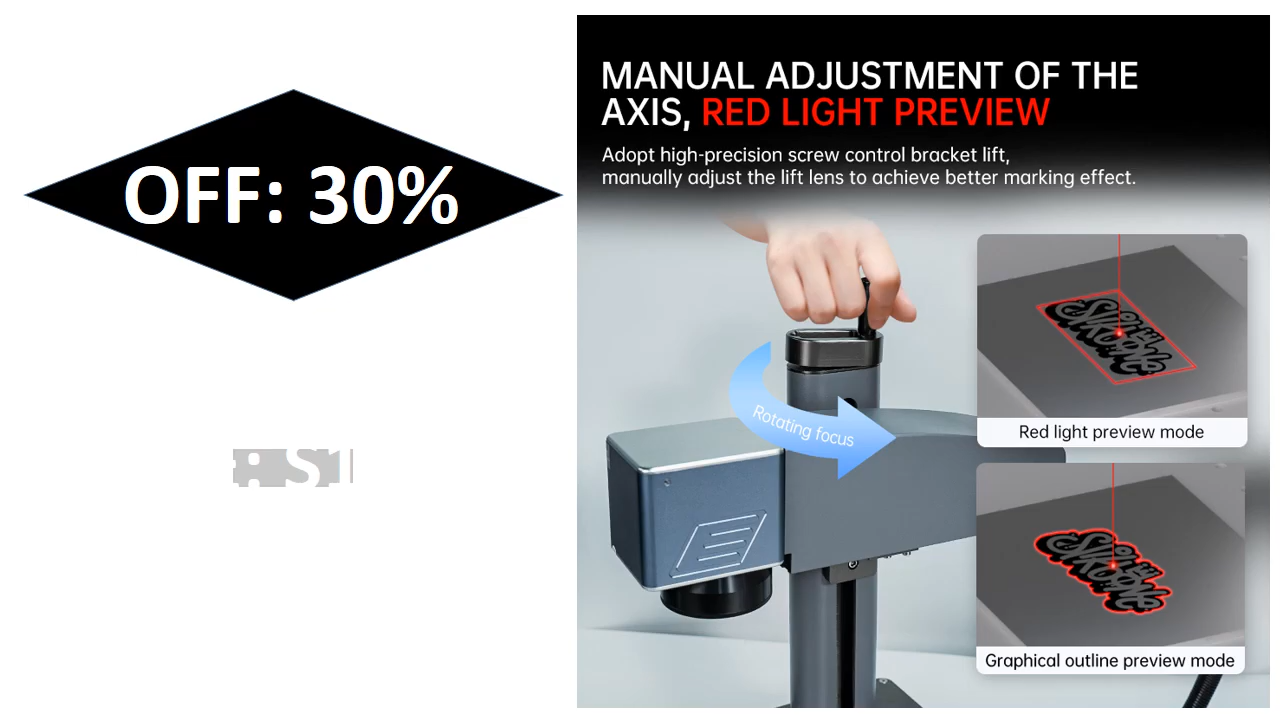 OFF: 30%
MANUAL ADJUSTMENT OF THE
AXIS, RED LIGHT PREVIEW
Adopt high-precision screw control bracket lift,
manually adjust the lift lens to achieve better marking effect.
Rotating focus
Red light preview mode
Graphical outline preview mode